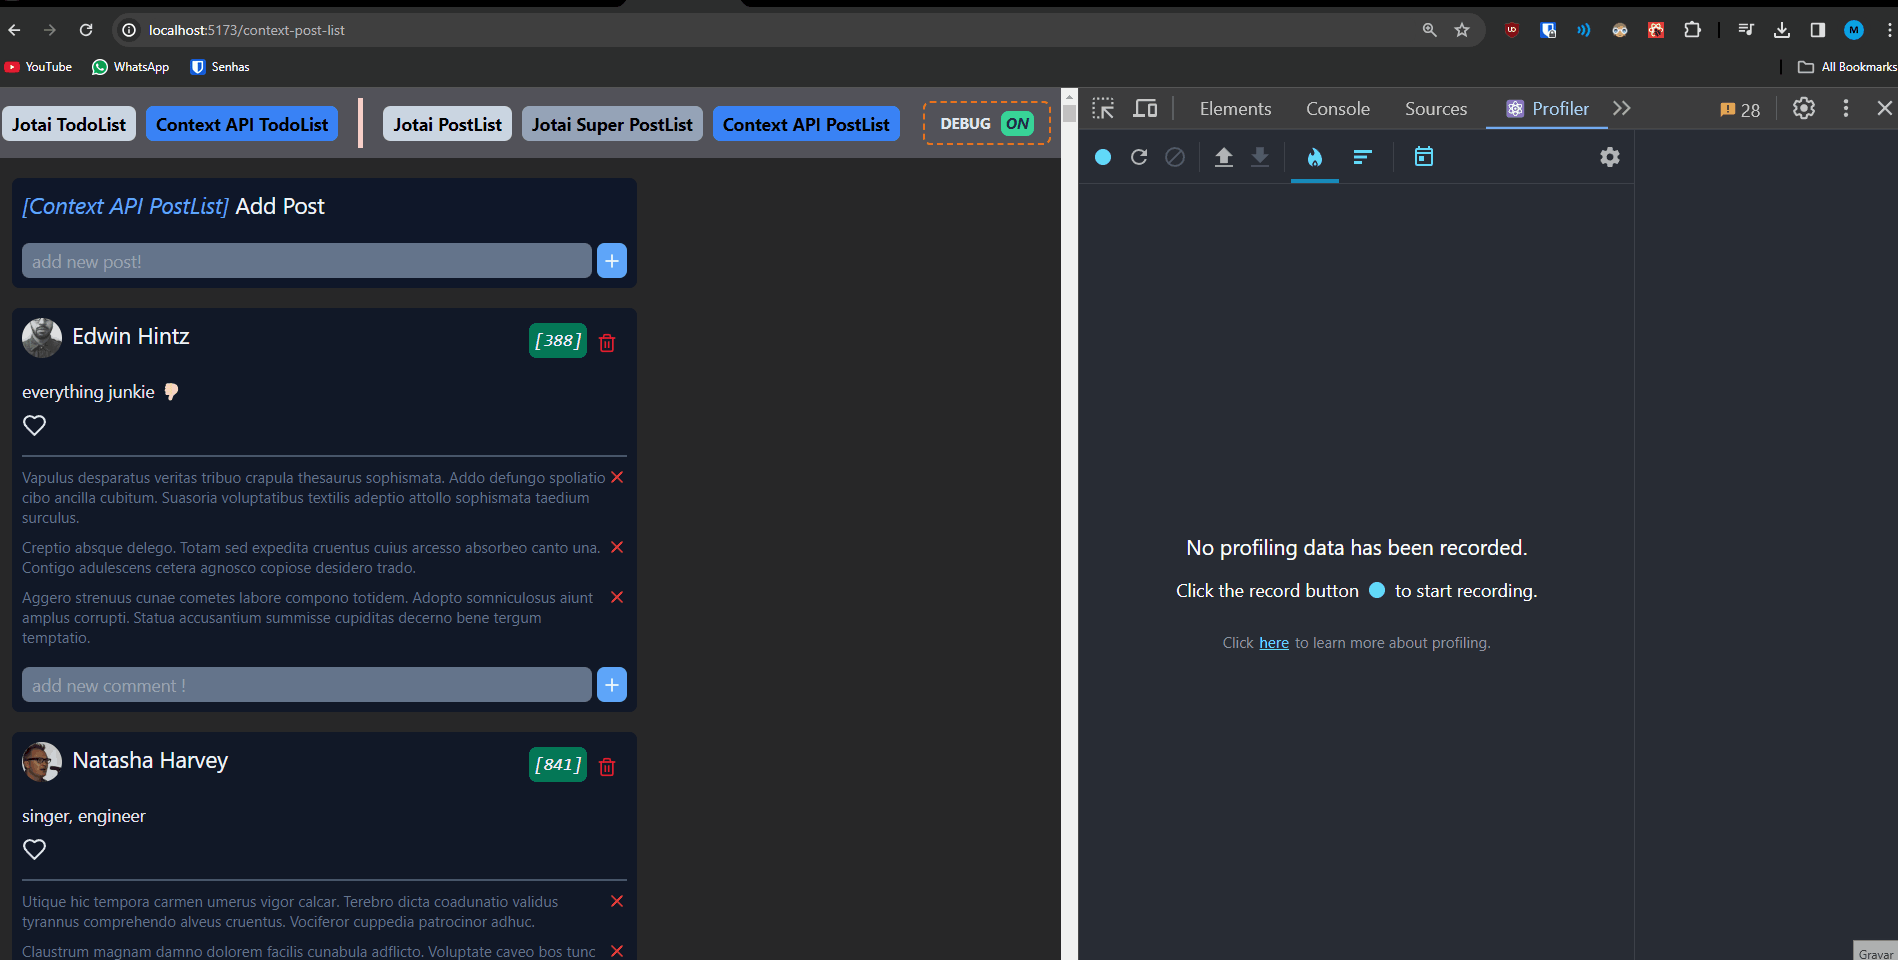 localhost:5173/context-post-list
YouTube WhatsApp Senhas All Bookmarks
Jotai TodoList Context API TodoList Jotai PostList Jotai Super PostList Context API PostList DEBUG ON
Elements Console Sources Profiler 28
[Context API PostList] Add Post
add new post!
Edwin Hintz [388]
everything junkie 👎🏻
Vapulus desparatus veritas tribuo crapula thesaurus sophismata. Addo defungo spoliatio
cibo ancilla cubitum. Suasoria voluptatibus textilis adeptio attollo sophismata taedium
surculus.
Creptio absque delego. Totam sed expedita cruentus cuius arcesso absorbeo canto una.
Contigo adulescens cetera agnosco copiose desidero trado.
Aggero strenuus cunae cometes labore compono totidem. Adopto somniculosus aiunt
amplus corrupti. Statua accusantium summisse cupiditas decerno bene tergum
temptatio.
add new comment !
Natasha Harvey [841]
singer, engineer
Utique hic tempora carmen umerus vigor calcar. Terebro dicta coadunatio validus
tyrannus comprehendo alveus cruentus. Vociferor cuppedia patrocinor adhuc.
Claustrum magnam damno dolorem facilis cunabula adflicto. Voluptate caveo bos tunc
No profiling data has been recorded.
Click the record button to start recording.
Click here to learn more about profiling.
Gravar
M